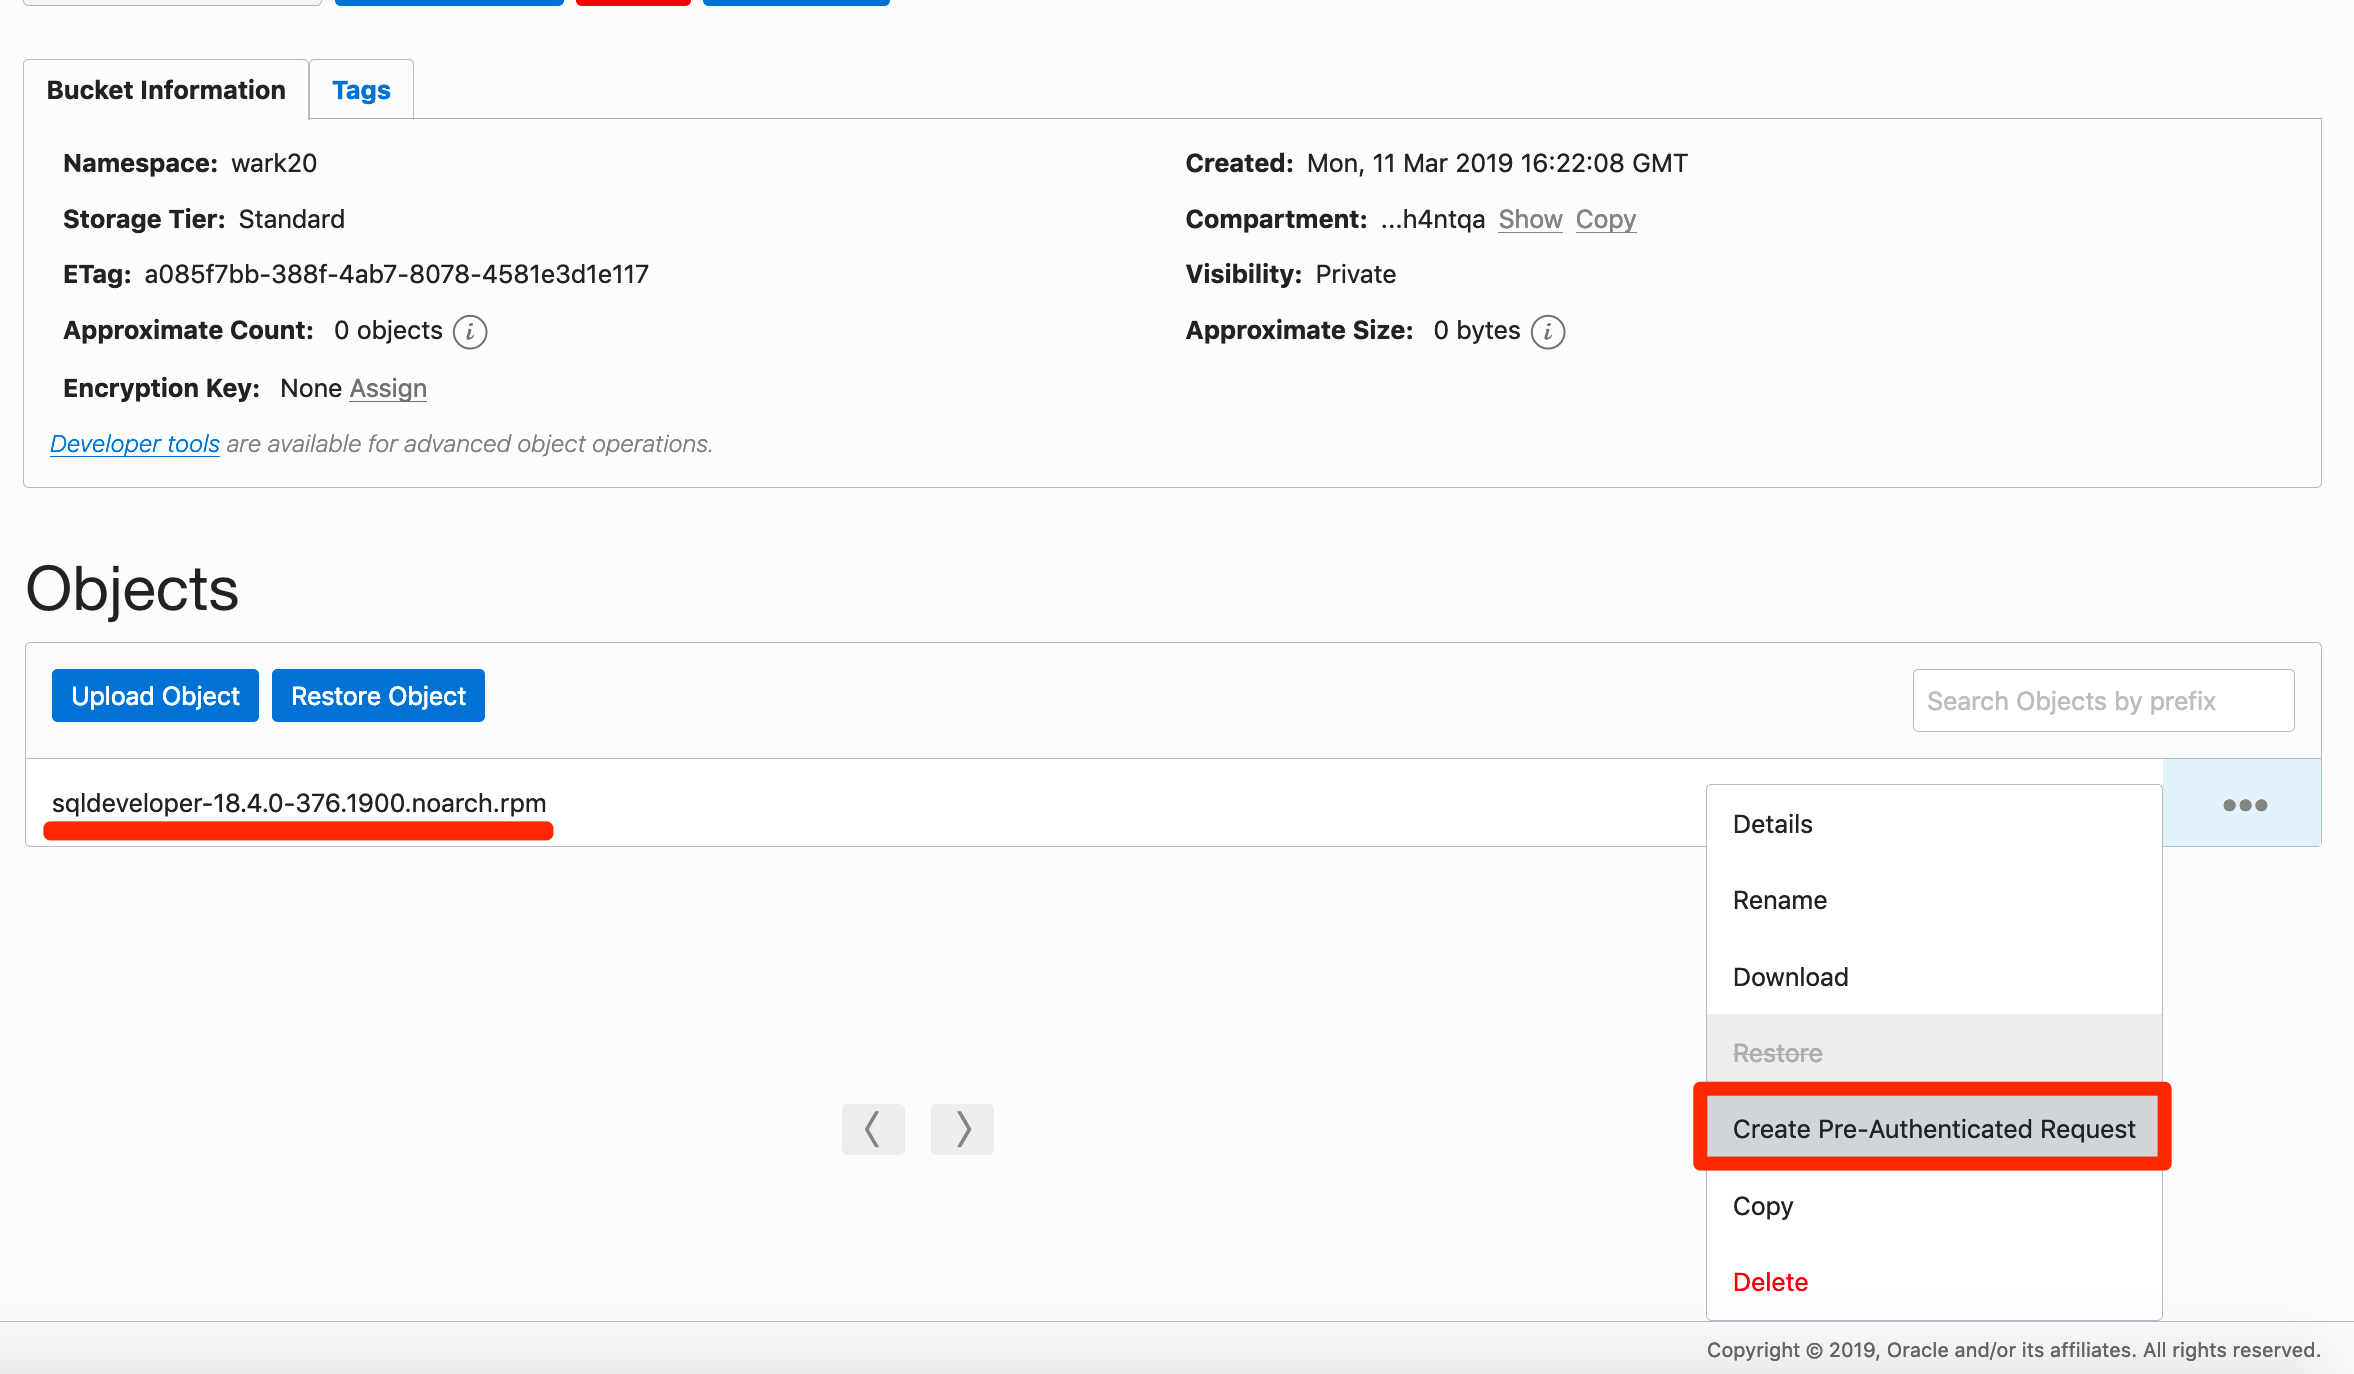 Bucket Information Tags
Namespace: wark20 Created: Mon, 11 Mar 2019 16:22:08 GMT
Storage Tier: Standard Compartment: ...h4ntqa Show Copy
ETag: a085f7bb-388f-4ab7-8078-4581e3d1e117 Visibility: Private
Approximate Count: 0 objects i Approximate Size: 0 bytes i
Encryption Key: None Assign
Developer tools are available for advanced object operations.
Objects
Upload Object Restore Object Search Objects by prefix
sqldeveloper-18.4.0-376.1900.noarch.rpm
Details
Rename
Download
Restore
Create Pre-Authenticated Request
Copy
Delete
Copyright © 2019, Oracle and/or its affiliates. All rights reserved.